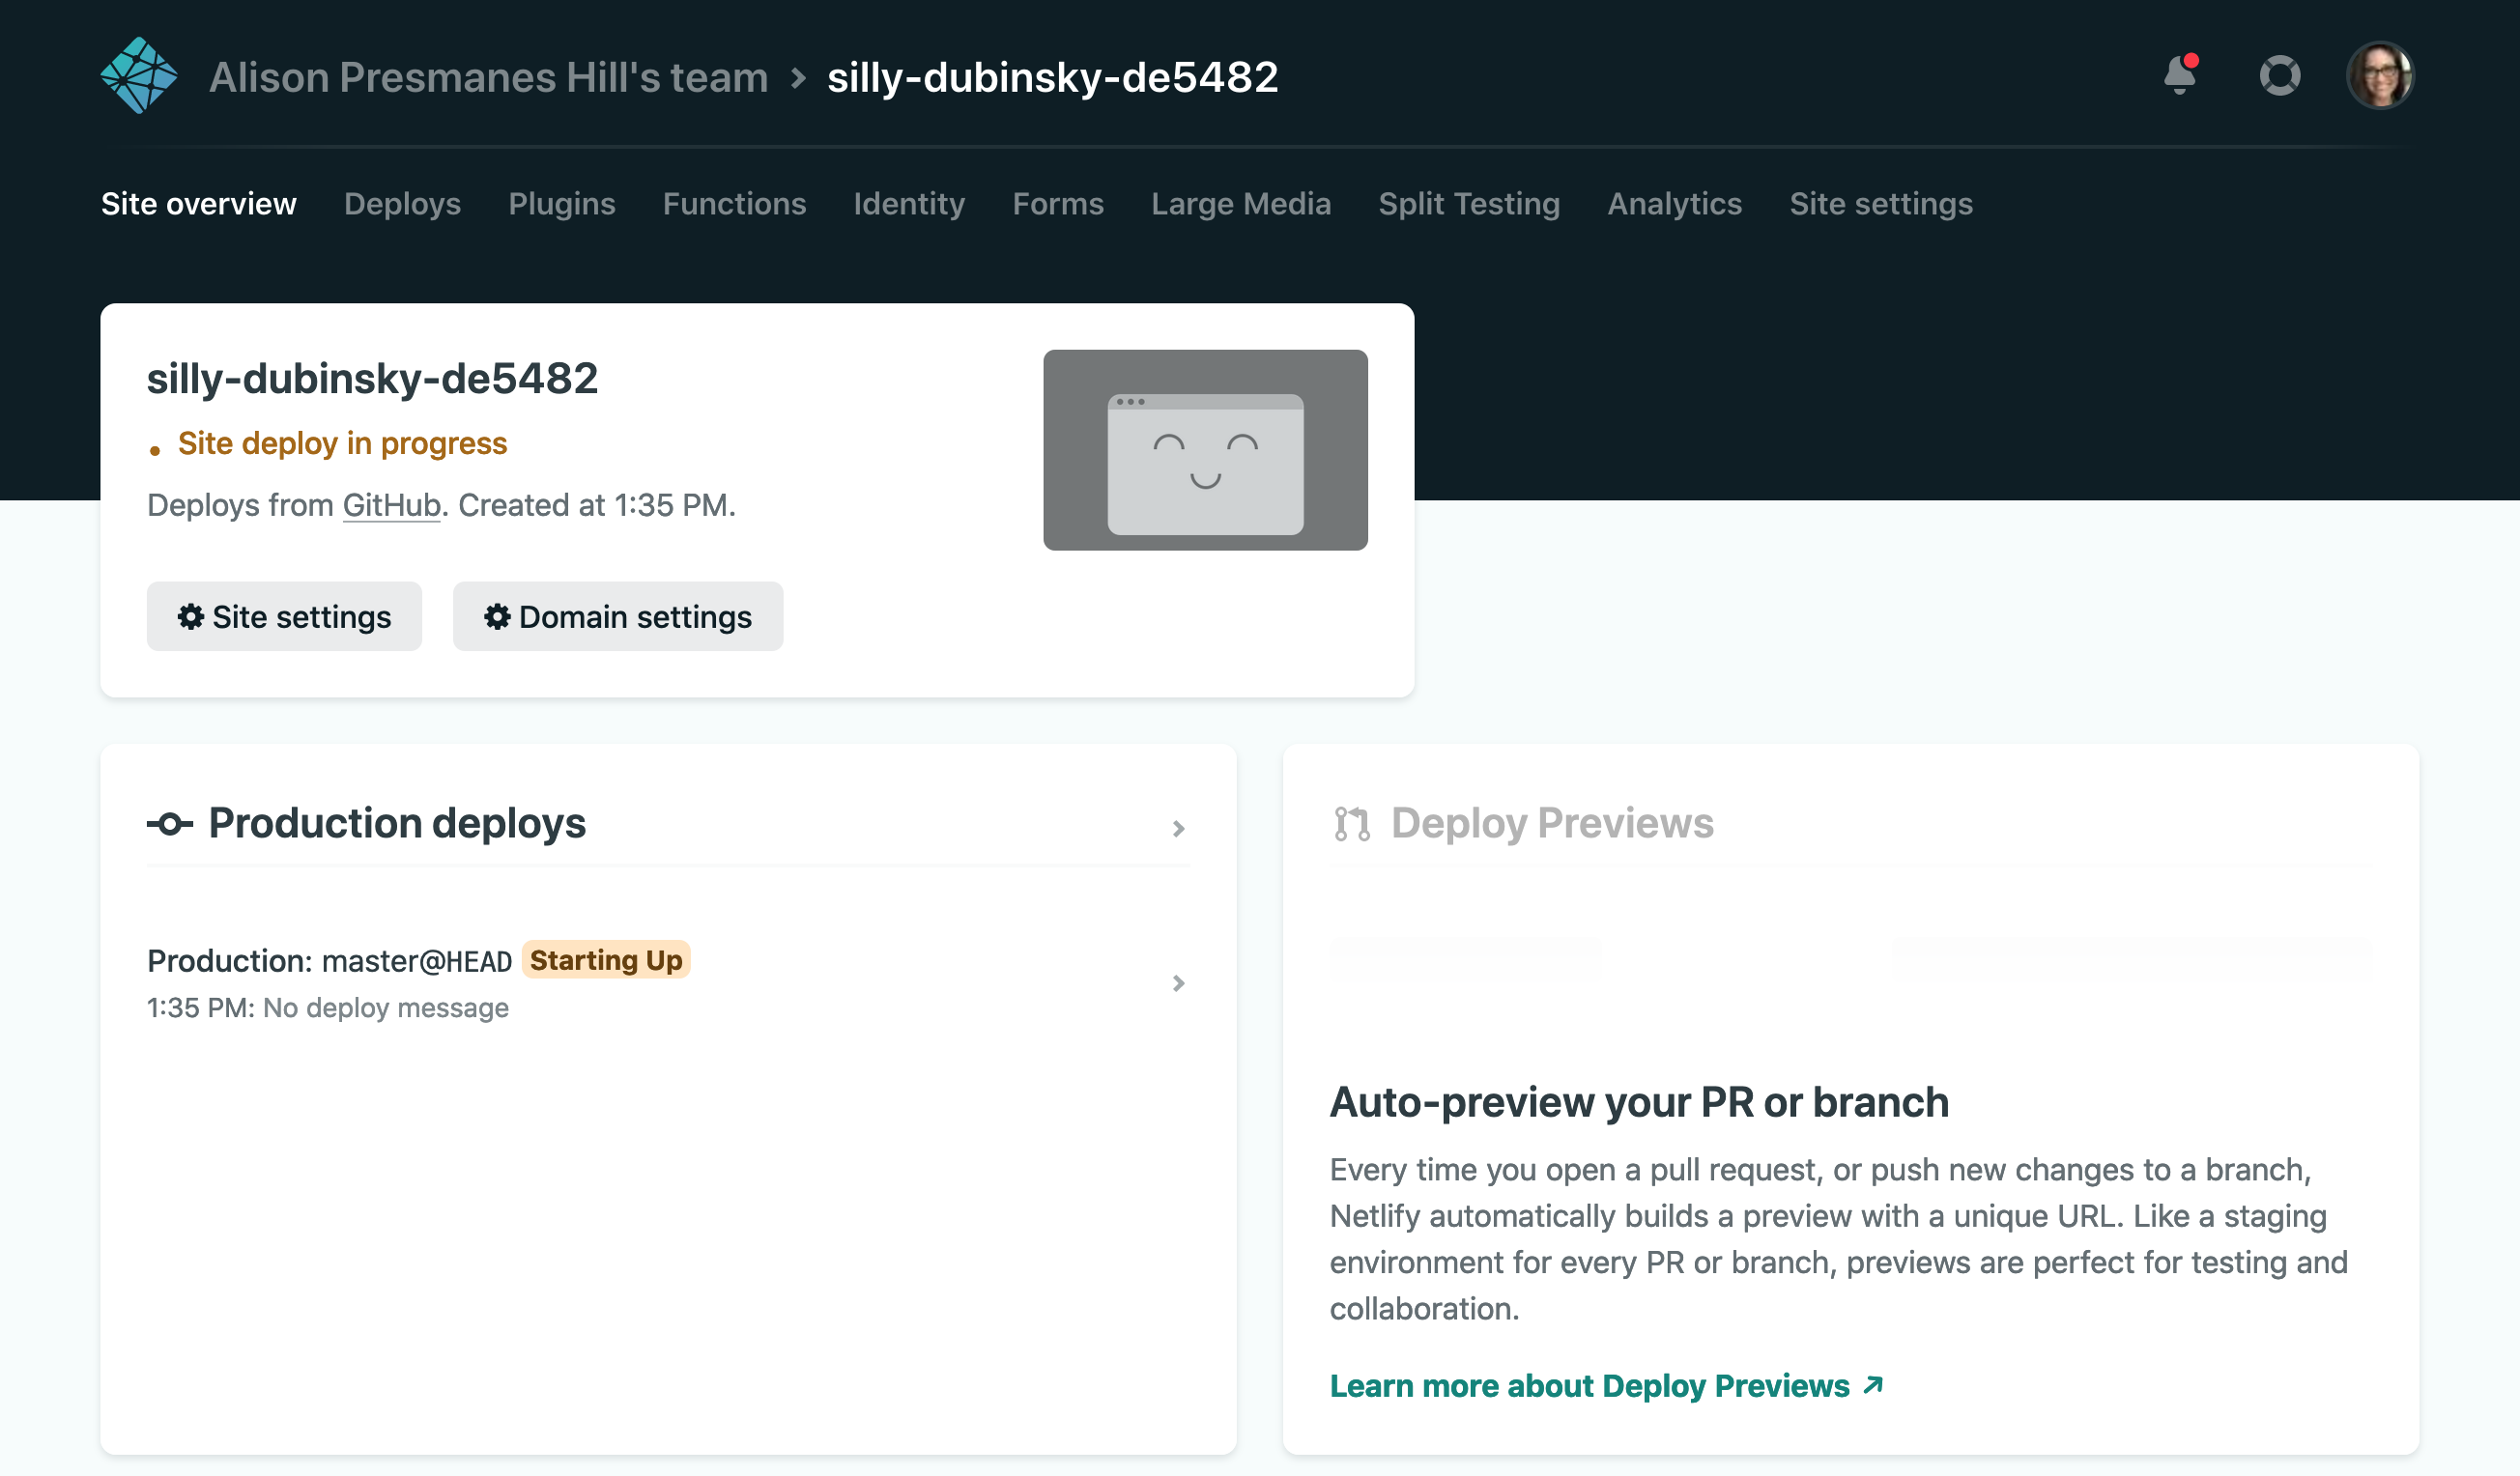 Alison Presmanes Hill's team > silly-dubinsky-de5482
Site overview Deploys Plugins Functions Identity Forms Large Media Split Testing Analytics Site settings
silly-dubinsky-de5482
• Site deploy in progress
Deploys from GitHub. Created at 1:35 PM.
Site settings Domain settings
Production deploys
Production: master@HEAD Starting Up
1:35 PM: No deploy message
Deploy Previews
Auto-preview your PR or branch
Every time you open a pull request, or push new changes to a branch,
Netlify automatically builds a preview with a unique URL. Like a staging
environment for every PR or branch, previews are perfect for testing and
collaboration.
Learn more about Deploy Previews ↗